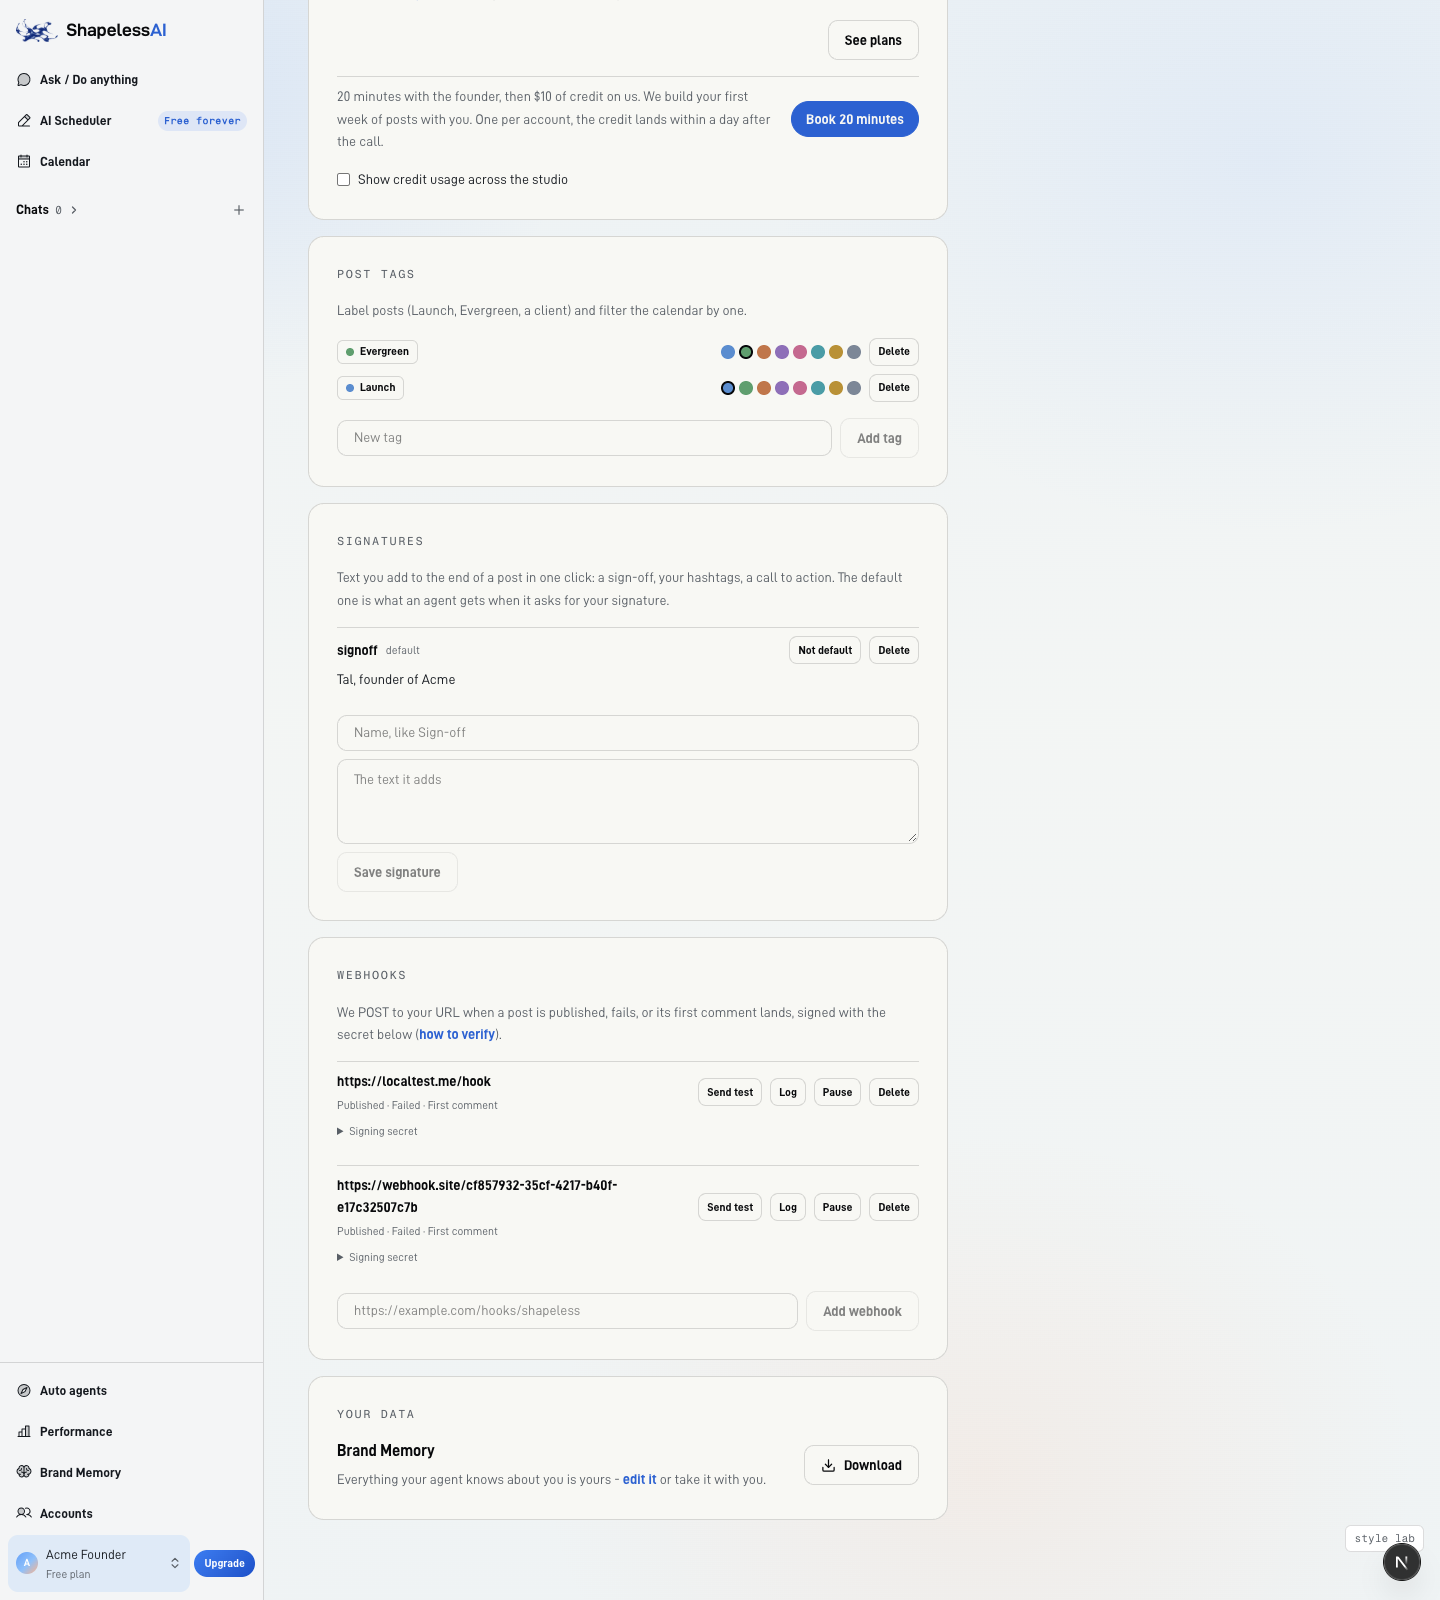 ShapelessAI
Ask / Do anything
AI Scheduler
Free forever
Calendar
Chats 0
See plans
20 minutes with the founder, then $10 of credit on us. We build your first
week of posts with you. One per account, the credit lands within a day after
the call.
Book 20 minutes
Show credit usage across the studio
POST TAGS
Label posts (Launch, Evergreen, a client) and filter the calendar by one.
Evergreen
Delete
Launch
Delete
New tag
Add tag
SIGNATURES
Text you add to the end of a post in one click: a sign-off, your hashtags, a call to action. The default
one is what an agent gets when it asks for your signature.
signoff default
Not default
Delete
Tal, founder of Acme
Name, like Sign-off
The text it adds
Save signature
WEBHOOKS
We POST to your URL when a post is published, fails, or its first comment lands, signed with the
secret below (how to verify).
https://localtest.me/hook
Published · Failed · First comment
Send test
Log
Pause
Delete
Signing secret
https://webhook.site/cf857932-35cf-4217-b40f-
e17c32507c7b
Published · Failed · First comment
Send test
Log
Pause
Delete
Signing secret
https://example.com/hooks/shapeless
Add webhook
YOUR DATA
Brand Memory
Everything your agent knows about you is yours - edit it or take it with you.
Download
Auto agents
Performance
Brand Memory
Accounts
A
Acme Founder
Free plan
Upgrade
style lab
N